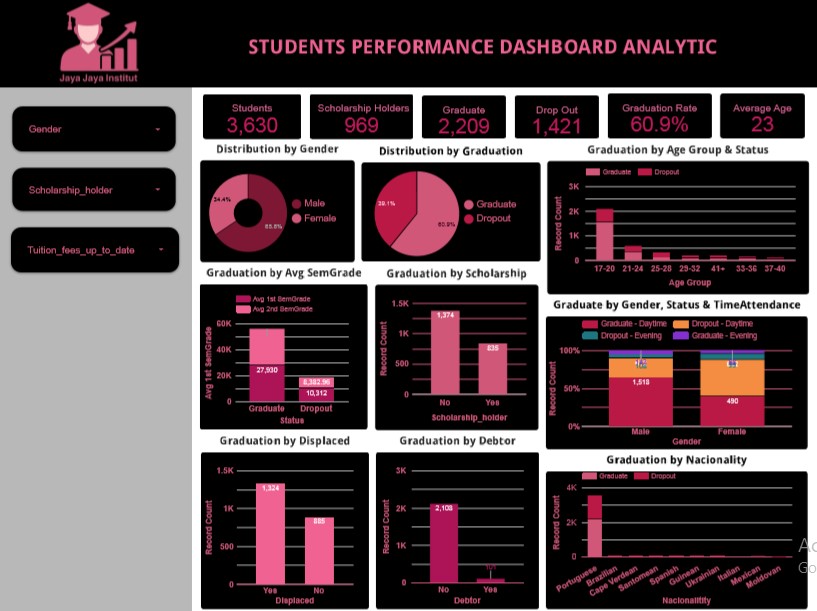 Jaya Jaya Institut
STUDENTS PERFORMANCE DASHBOARD ANALYTIC
Gender
Scholarship_holder
Tuition_fees_up_to_date
Students
3,630
Scholarship Holders
969
Graduate
2,209
Drop Out
1,421
Graduation Rate
60.9%
Average Age
23
Distribution by Gender
34.4%
65.6%
Male
Female
Distribution by Graduation
39.1%
60.9%
Graduate
Dropout
Graduation by Age Group & Status
Graduate Dropout
3K
2K
1K
0
Record Count
17-20 21-24 25-28 29-32 41+ 33-36 37-40
Age Group
Graduation by Avg SemGrade
Avg 1st SemGrade
Avg 2nd SemGrade
60K
40K
20K
0
Avg 1st SemGrade
27,930
8,382.96
10,312
Graduate Dropout
Status
Graduation by Scholarship
1.5K
1K
500
0
Record Count
1,374
835
No Yes
Scholarship_holder
Graduate by Gender, Status & TimeAttendance
Graduate - Daytime Dropout - Daytime
Dropout - Evening Graduate - Evening
100%
50%
0%
Record Count
1,518
490
Male Female
Gender
Graduation by Displaced
1.5K
1K
500
0
Record Count
1,324
885
Yes No
Displaced
Graduation by Debtor
3K
2K
1K
0
Record Count
2,108
101
No Yes
Debtor
Graduation by Nacionality
Graduate Dropout
4K
2K
0
Record Count
Portuguese Brazilian Cape Verdean Santomean Spanish Guinean Ukrainian Italian Mexican Moldovan
Nacionalitity